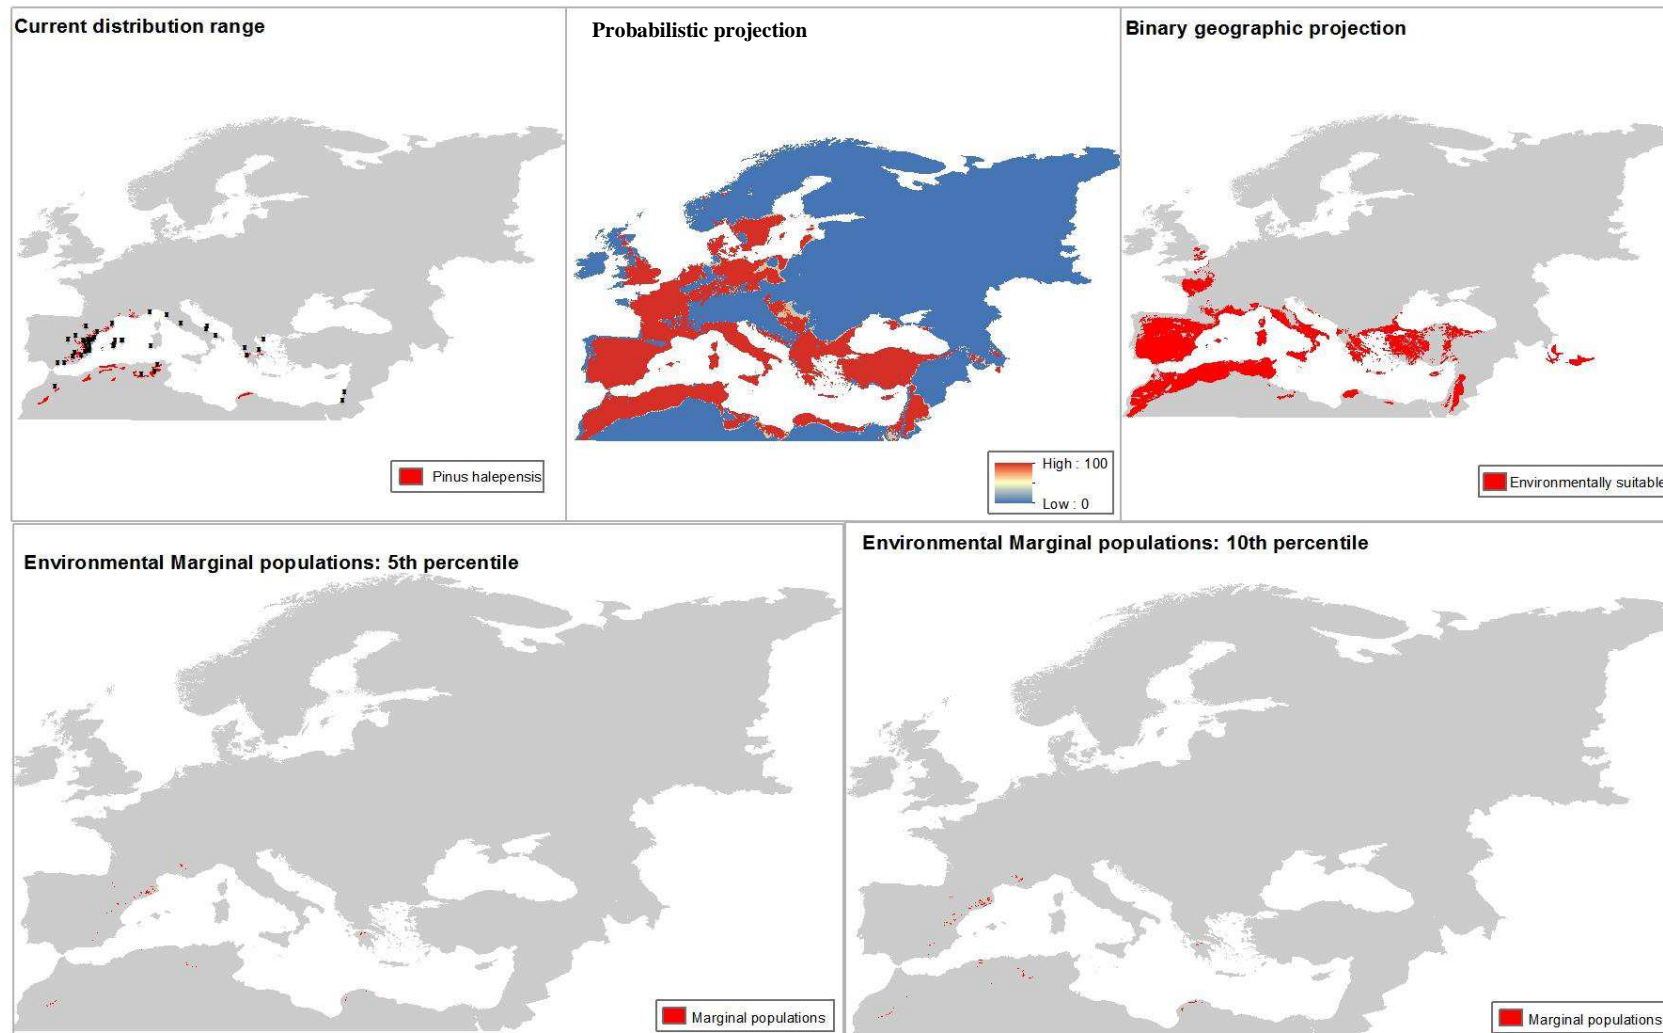 Current distribution range
Probabilistic projection
Binary geographic projection
Pinus halepensis
High : 100
Low : 0
Environmentally suitable
Environmental Marginal populations: 5th percentile
Environmental Marginal populations: 10th percentile
Marginal populations
Marginal populations